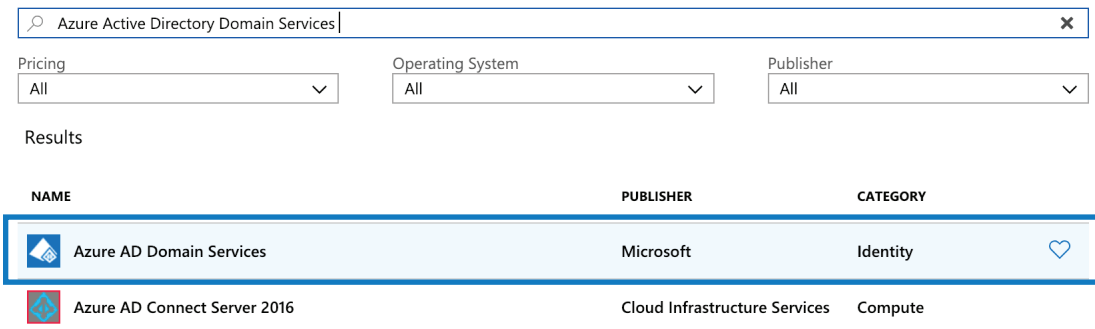 Azure Active Directory Domain Services
Pricing Operating System Publisher
All All All
Results
NAME PUBLISHER CATEGORY
Azure AD Domain Services Microsoft Identity
Azure AD Connect Server 2016 Cloud Infrastructure Services Compute